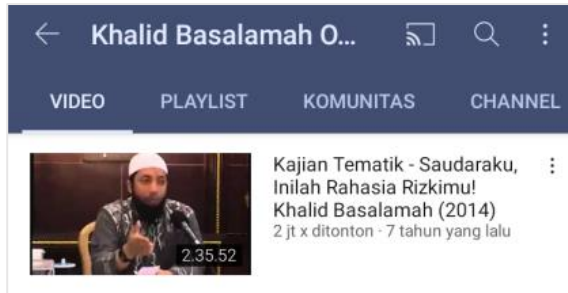 Khalid Basalamah O...
VIDEO PLAYLIST KOMUNITAS CHANNEL
Kajian Tematik - Saudaraku,
Inilah Rahasia Rizkimu!
Khalid Basalamah (2014)
2 jt x ditonton · 7 tahun yang lalu
2.35.52